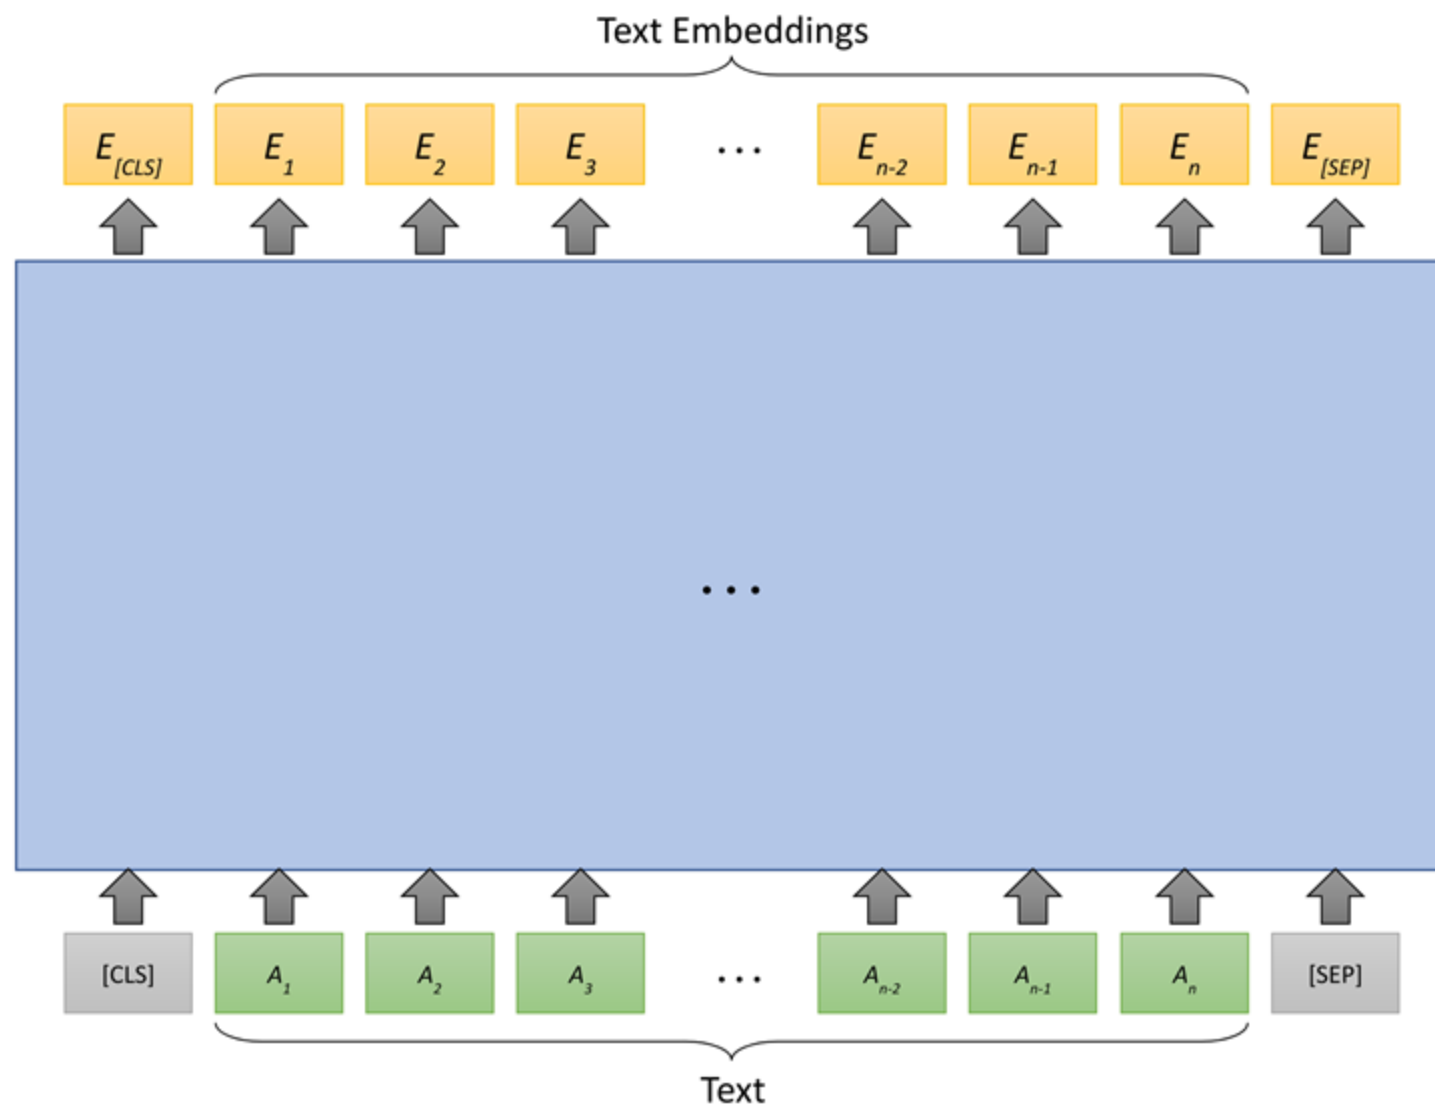 Text Embeddings
E[CLS] E1 E2 E3 ... En-2 En-1 En E[SEP]
...
[CLS] A1 A2 A3 ... An-2 An-1 An [SEP]
Text